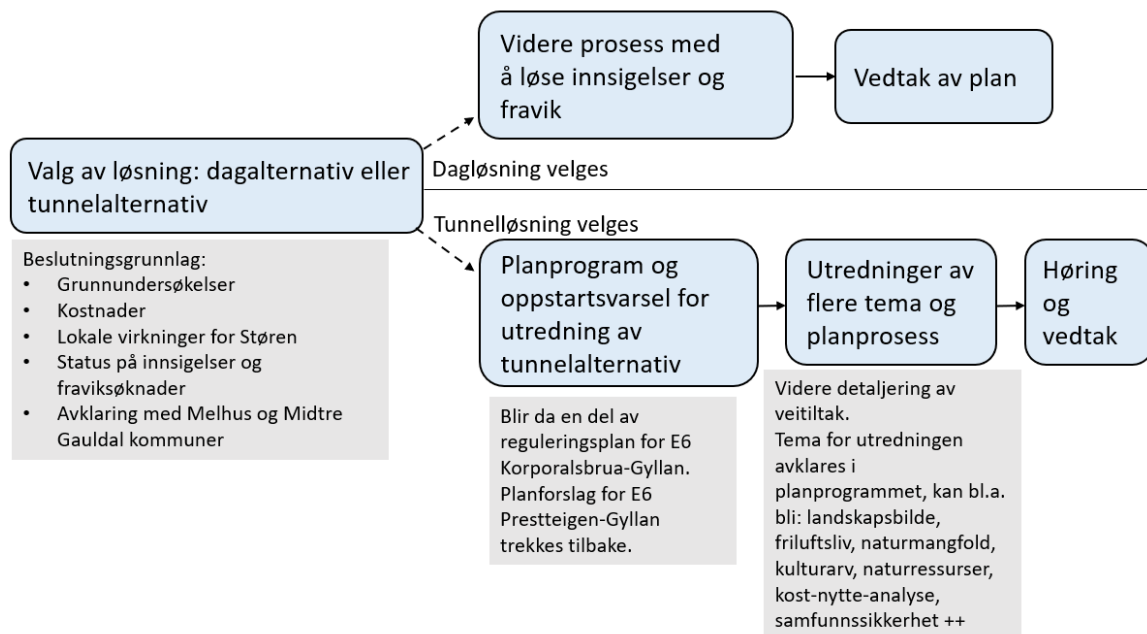 Videre prosess med
å løse innsigelser og
fravik
Vedtak av plan
Valg av løsning: dagalternativ eller
tunnelalternativ
Dagløsning velges
Tunnelløsning velges
Beslutningsgrunnlag:
• Grunnundersøkelser
• Kostnader
• Lokale virkninger for Støren
• Status på innsigelser og
fraviksøknader
• Avklaring med Melhus og Midtre
Gauldal kommuner
Planprogram og
oppstartsvarsel for
utredning av
tunnelalternativ
Utredninger av
flere tema og
planprosess
Høring
og
vedtak
Blir da en del av
reguleringsplan for E6
Korporalsbrua-Gyllan.
Planforslag for E6
Prestteigen-Gyllan
trekkes tilbake.
Videre detaljering av
veitiltak.
Tema for utredningen
avklares i
planprogrammet, kan bl.a.
bli: landskapsbilde,
friluftsliv, naturmangfold,
kulturarv, naturressurser,
kost-nytte-analyse,
samfunnssikkerhet ++